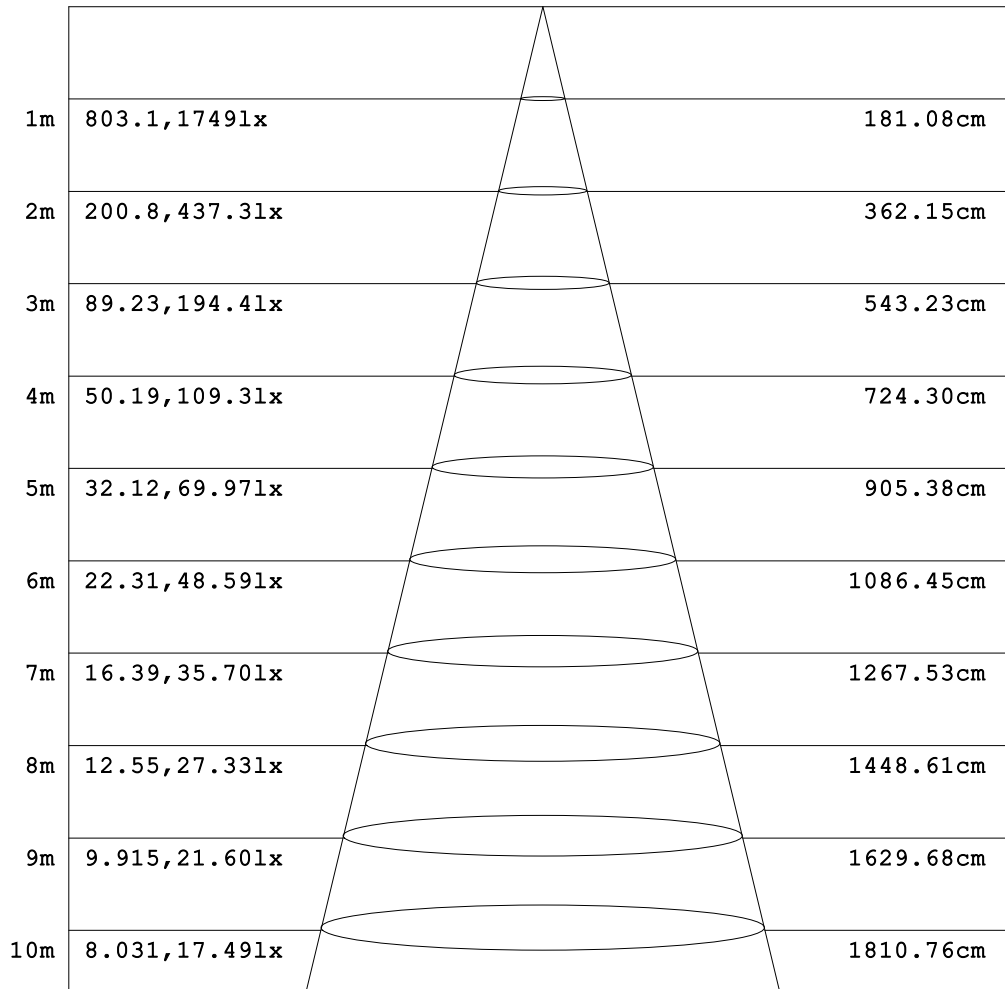 1m 803.1,1749lx 181.08cm
2m 200.8,437.3lx 362.15cm
3m 89.23,194.4lx 543.23cm
4m 50.19,109.3lx 724.30cm
5m 32.12,69.97lx 905.38cm
6m 22.31,48.59lx 1086.45cm
7m 16.39,35.70lx 1267.53cm
8m 12.55,27.33lx 1448.61cm
9m 9.915,21.60lx 1629.68cm
10m 8.031,17.49lx 1810.76cm